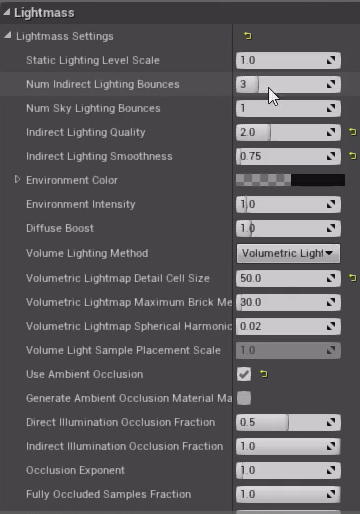 Lightmass
Lightmass Settings
Static Lighting Level Scale 1.0
Num Indirect Lighting Bounces 3
Num Sky Lighting Bounces 1
Indirect Lighting Quality 2.0
Indirect Lighting Smoothness 0.75
Environment Color
Environment Intensity 1.0
Diffuse Boost 1.0
Volume Lighting Method Volumetric Light
Volumetric Lightmap Detail Cell Size 50.0
Volumetric Lightmap Maximum Brick Me 30.0
Volumetric Lightmap Spherical Harmonic 0.02
Volume Light Sample Placement Scale 1.0
Use Ambient Occlusion
Generate Ambient Occlusion Material Ma
Direct Illumination Occlusion Fraction 0.5
Indirect Illumination Occlusion Fraction 1.0
Occlusion Exponent 1.0
Fully Occluded Samples Fraction 1.0